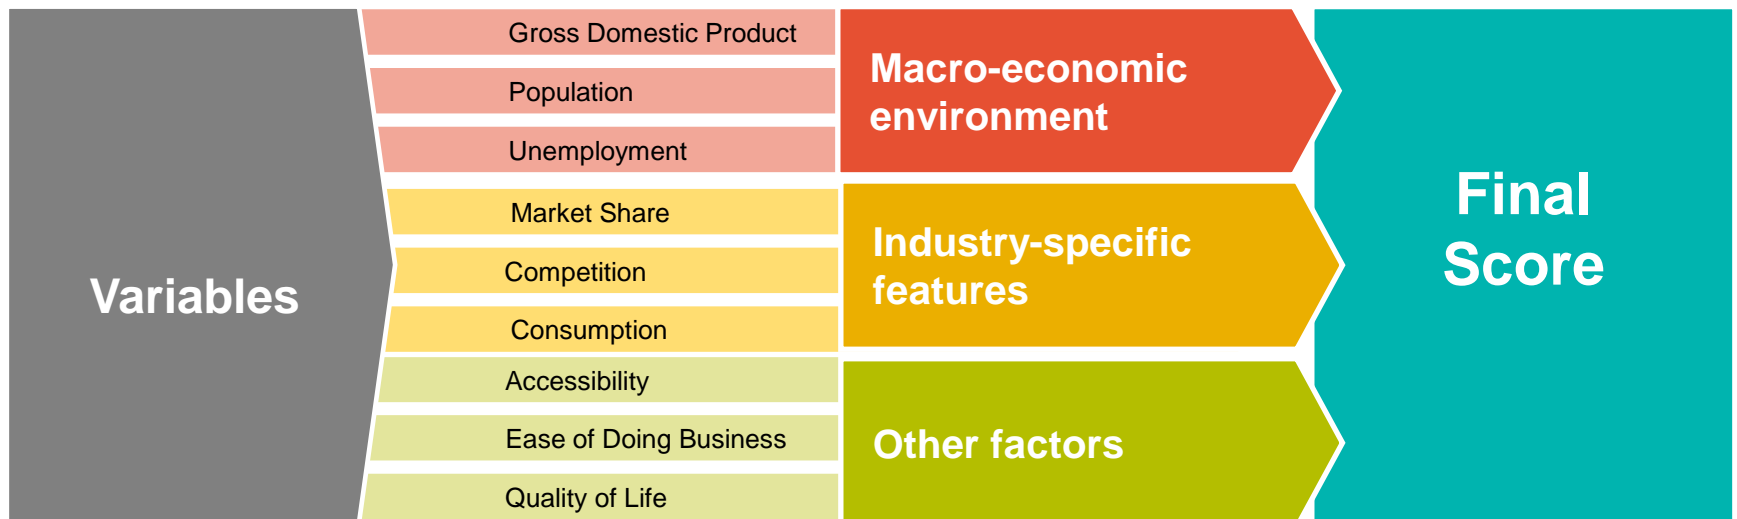 Variables
Gross Domestic Product
Population
Unemployment
Market Share
Competition
Consumption
Accessibility
Ease of Doing Business
Quality of Life
Macro-economic
environment
Industry-specific
features
Other factors
Final
Score